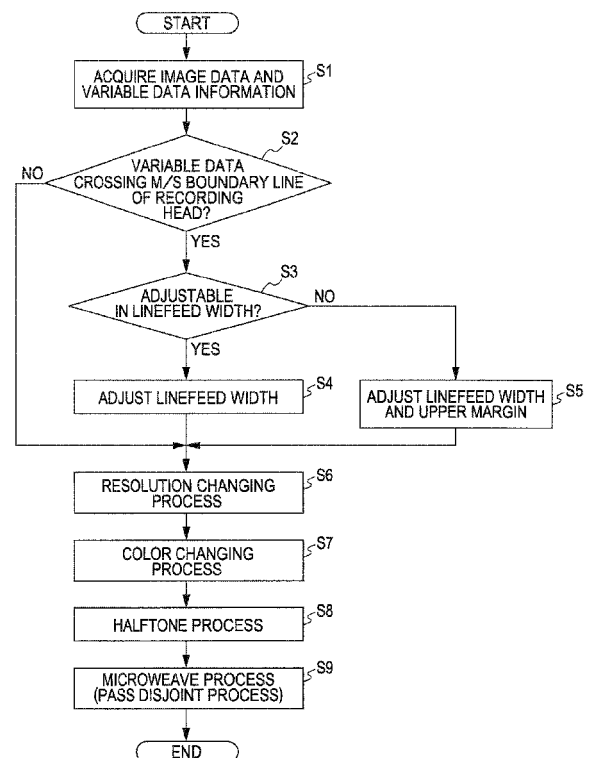 START
ACQUIRE IMAGE DATA AND
VARIABLE DATA INFORMATION
S1
S2
VARIABLE DATA
CROSSING M/S BOUNDARY LINE
OF RECORDING
HEAD?
NO
YES
S3
ADJUSTABLE
IN LINEFEED WIDTH?
NO
YES
ADJUST LINEFEED WIDTH
S4
ADJUST LINEFEED WIDTH
AND UPPER MARGIN
S5
RESOLUTION CHANGING
PROCESS
S6
COLOR CHANGING
PROCESS
S7
HALFTONE PROCESS
S8
MICROWEAVE PROCESS
(PASS DISJOINT PROCESS)
S9
END